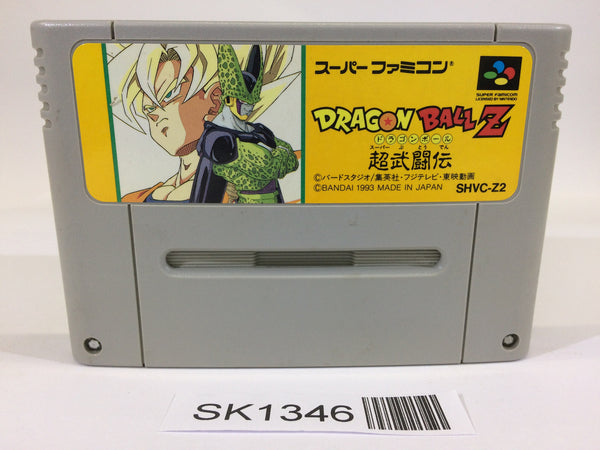 スーパーファミコン®
SUPER FAMICOM
LICENSED BY NINTENDO
DRAGON BALL Z
ドラゴンボール
スーパー ぶ とう でん
超武闘伝
©バードスタジオ/集英社・フジテレビ・東映動画
©BANDAI 1993 MADE IN JAPAN
SHVC-Z2
SK1346